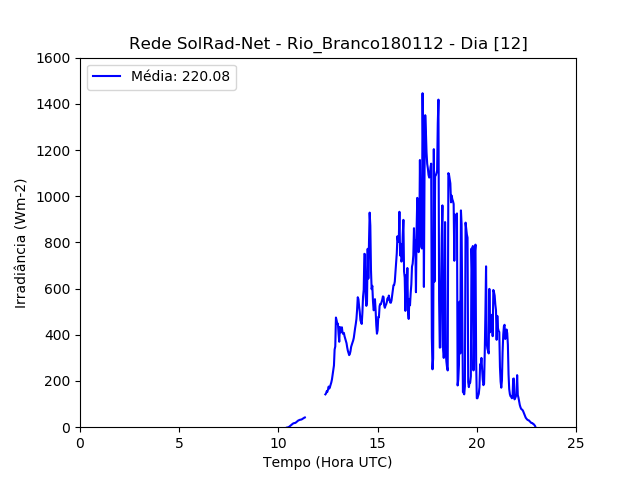 Rede SolRad-Net - Rio_Branco180112 - Dia [12]
Média: 220.08
Irradiância (Wm-2)
1600
1400
1200
1000
800
600
400
200
0
0 5 10 15 20 25
Tempo (Hora UTC)